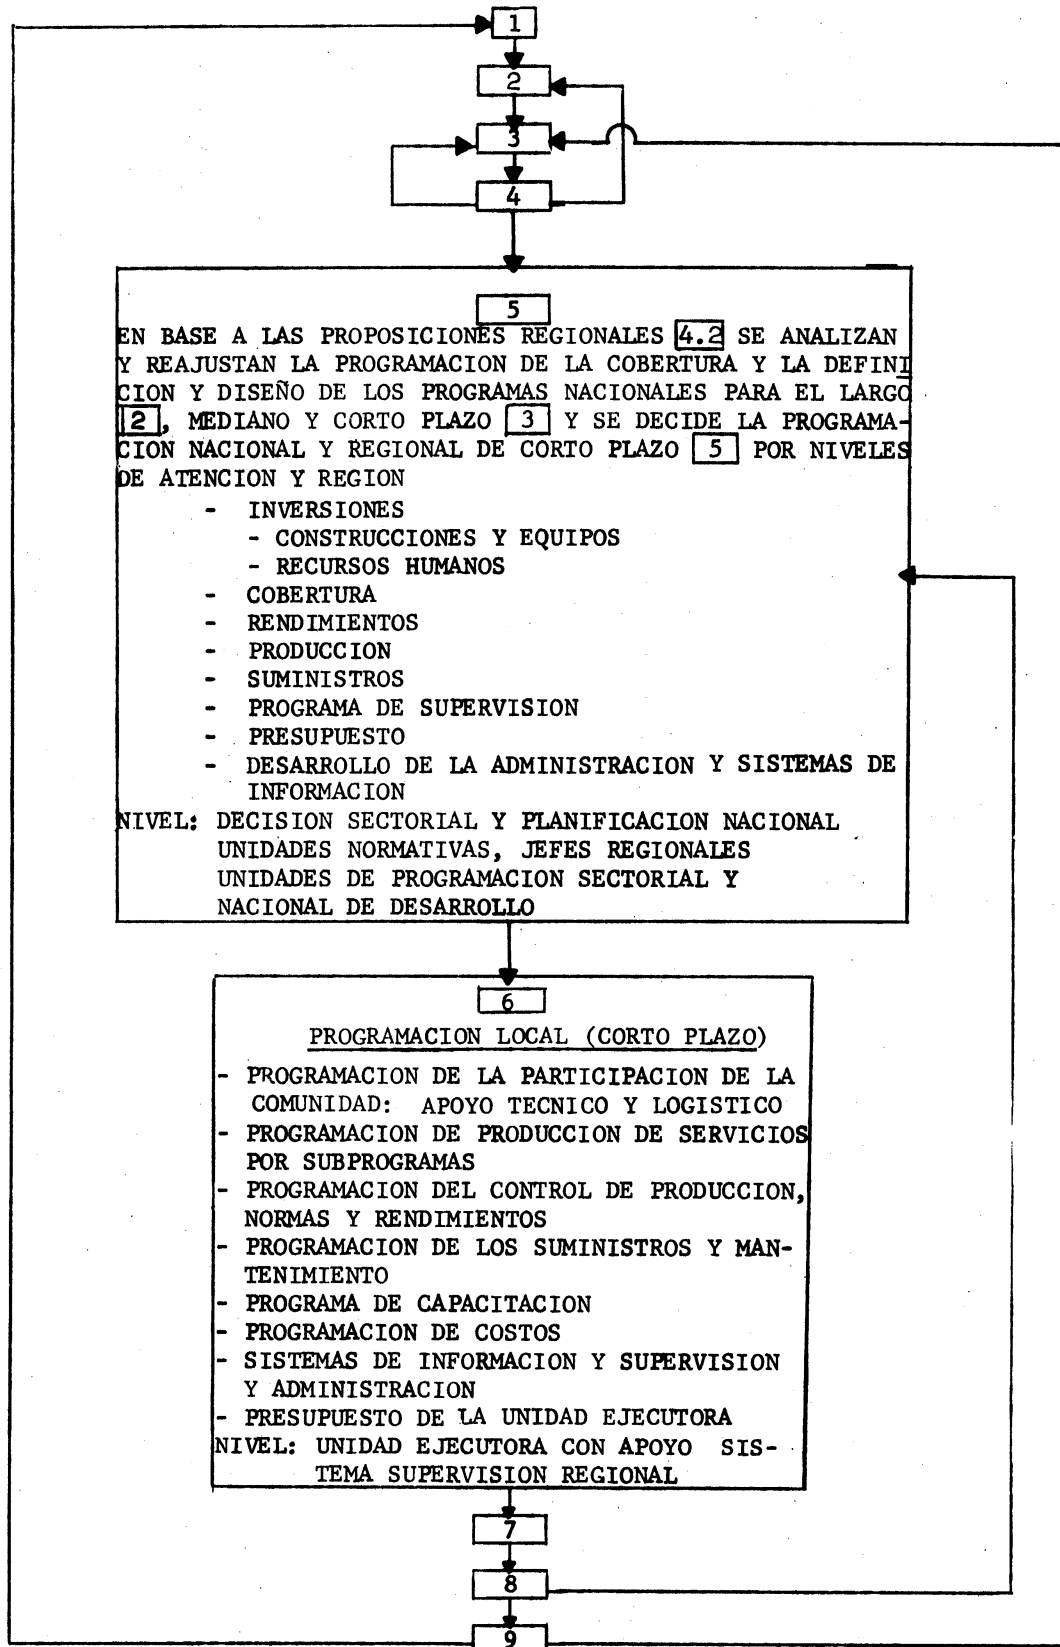 1
2
3
4
5
EN BASE A LAS PROPOSICIONES REGIONALES 4.2 SE ANALIZAN
Y REAJUSTAN LA PROGRAMACION DE LA COBERTURA Y LA DEFINI
CION Y DISEÑO DE LOS PROGRAMAS NACIONALES PARA EL LARGO
2, MEDIANO Y CORTO PLAZO 3 Y SE DECIDE LA PROGRAMA-
CION NACIONAL Y REGIONAL DE CORTO PLAZO 5 POR NIVELES
DE ATENCION Y REGION
- INVERSIONES
- CONSTRUCCIONES Y EQUIPOS
- RECURSOS HUMANOS
- COBERTURA
- RENDIMIENTOS
- PRODUCCION
- SUMINISTROS
- PROGRAMA DE SUPERVISION
- PRESUPUESTO
- DESARROLLO DE LA ADMINISTRACION Y SISTEMAS DE
INFORMACION
NIVEL: DECISION SECTORIAL Y PLANIFICACION NACIONAL
UNIDADES NORMATIVAS, JEFES REGIONALES
UNIDADES DE PROGRAMACION SECTORIAL Y
NACIONAL DE DESARROLLO
6
PROGRAMACION LOCAL (CORTO PLAZO)
- PROGRAMACION DE LA PARTICIPACION DE LA
COMUNIDAD: APOYO TECNICO Y LOGISTICO
- PROGRAMACION DE PRODUCCION DE SERVICIOS
POR SUBPROGRAMAS
- PROGRAMACION DEL CONTROL DE PRODUCCION,
NORMAS Y RENDIMIENTOS
- PROGRAMACION DE LOS SUMINISTROS Y MAN-
TENIMIENTO
- PROGRAMA DE CAPACITACION
- PROGRAMACION DE COSTOS
- SISTEMAS DE INFORMACION Y SUPERVISION
Y ADMINISTRACION
- PRESUPUESTO DE LA UNIDAD EJECUTORA
NIVEL: UNIDAD EJECUTORA CON APOYO SIS-
TEMA SUPERVISION REGIONAL
7
8
9